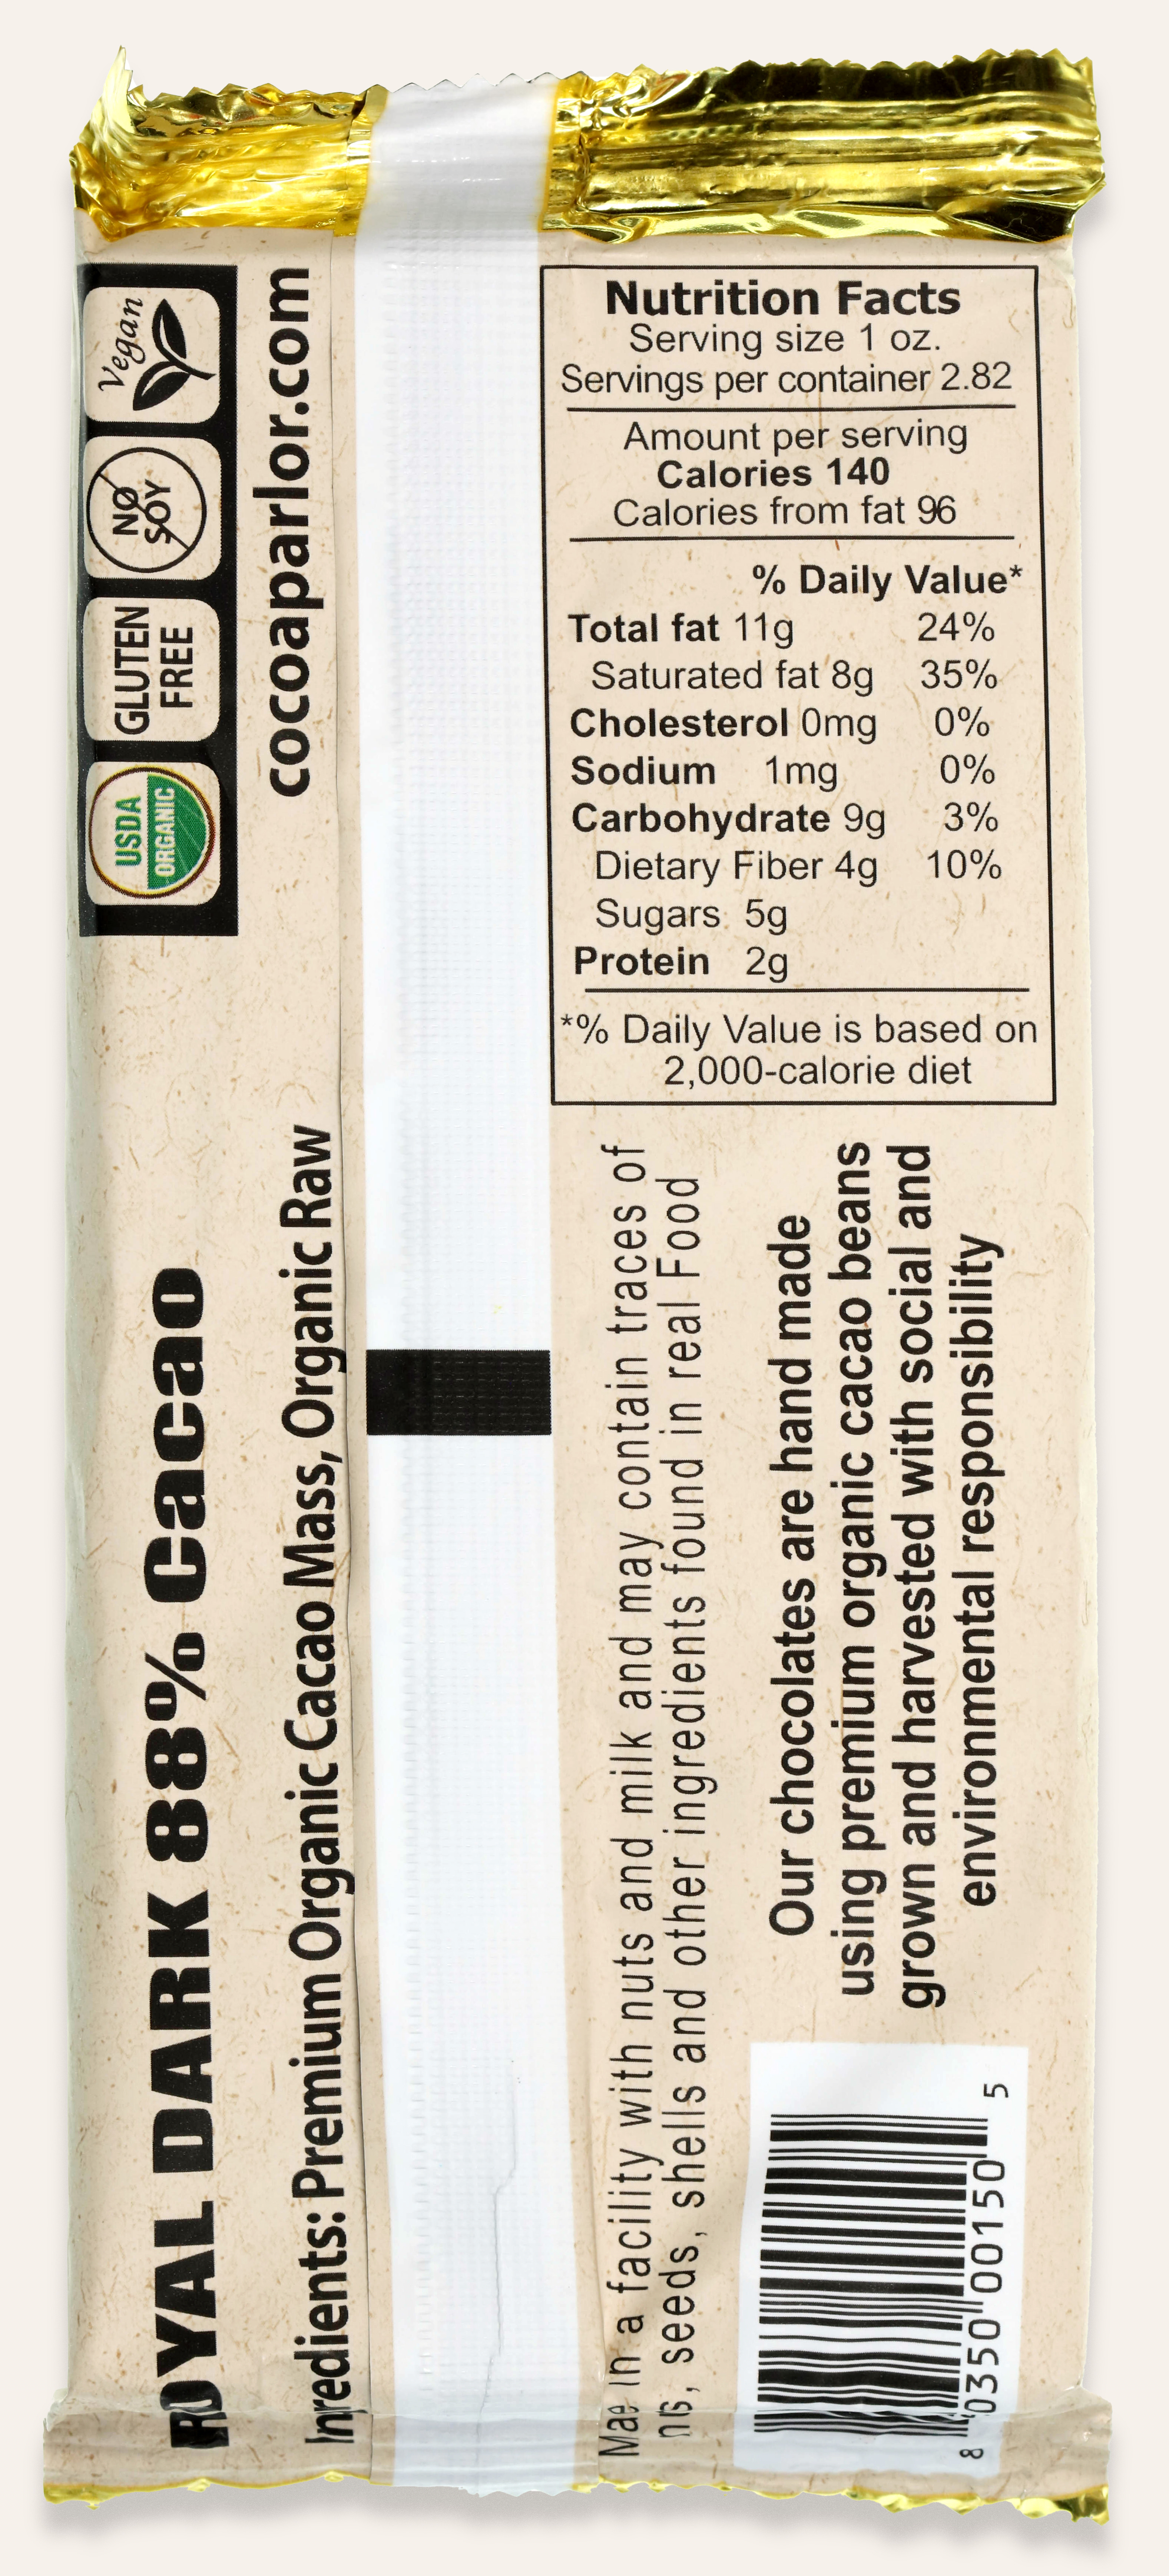 Vegan
NO
SOY
GLUTEN
FREE
USDA
ORGANIC
cocoaparlor.com
ROYAL DARK 88% Cacao
Ingredients: Premium Organic Cacao Mass, Organic Raw
Nutrition Facts
Serving size 1 oz.
Servings per container 2.82
Amount per serving
Calories 140
Calories from fat 96
% Daily Value*
Total fat 11g 24%
Saturated fat 8g 35%
Cholesterol 0mg 0%
Sodium 1mg 0%
Carbohydrate 9g 3%
Dietary Fiber 4g 10%
Sugars 5g
Protein 2g
*% Daily Value is based on
2,000-calorie diet
in a facility with nuts and milk and may contain traces of
seeds, shells and other ingredients found in real Food
Our chocolates are hand made
using premium organic cacao beans
grown and harvested with social and
environmental responsibility
8 0350 00150 5